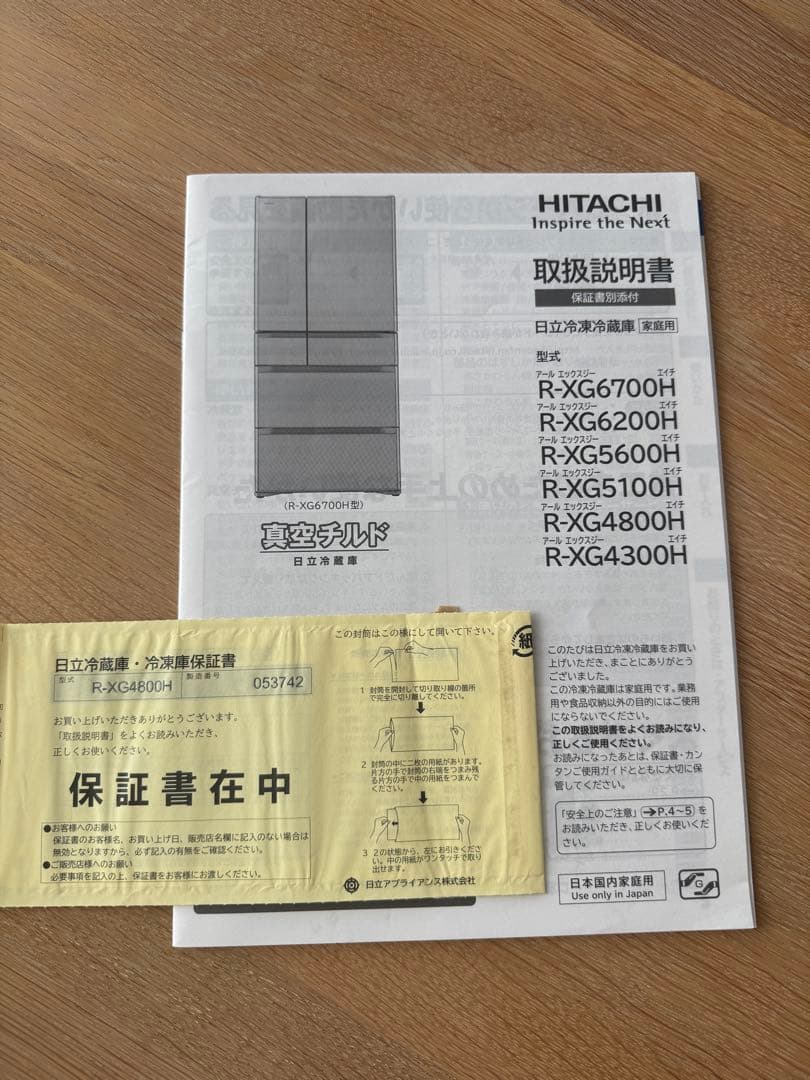 HITACHI
Inspire the Next
取扱説明書
保証書別添付
日立冷凍冷蔵庫 家庭用
型式
アール エックスジー エイチ
R-XG6700H
アール エックスジー エイチ
R-XG6200H
アール エックスジー エイチ
R-XG5600H
アール エックスジー エイチ
R-XG5100H
アール エックスジー エイチ
R-XG4800H
アール エックスジー エイチ
R-XG4300H
(R-XG6700H型)
真空チルド
日立冷蔵庫
このたびは日立冷凍冷蔵庫をお買い
上げいただき、まことにありがとう
ございました。
この冷凍冷蔵庫は家庭用です。業務
用や食品収納以外の目的にはご使用
にならないでください。
この取扱説明書をよくお読みになり、
正しくご使用ください。
お読みになったあとは、保証書・カン
タンご使用ガイドとともに大切に保
管してください。
「安全上のご注意」(→P.4~5)を
お読みいただき、正しくお使いくだ
さい。
日本国内家庭用
Use only in Japan
G
日立冷蔵庫・冷凍庫保証書
型式 R-XG4800H 製造番号 053742
お買い上げいただきありがとうございます。
「取扱説明書」をよくお読みいただき、
正しくお使いください。
保証書在中
●お客様へのお願い
保証書のお客様名、お買い上げ日、販売店名欄に記入のない場合は
無効となりますから、必ず記入の有無をご確認ください。
●ご販売店様へのお願い
必要事項を記入の上、保証書をお客様にお渡しください。
この封筒はこの様にして開いて下さい。
紙
1 封筒を開封して切り取り線の箇所
で完全に切り離してください。
2 封筒の中に二枚の用紙があります。
片方の手で封筒の右端をつまみ残
る片方の手で中の用紙をつまんで
ください。
3 2の状態から、左にお引きくださ
い。中の用紙がワンタッチで取り
出せます。
日立アプライアンス株式会社